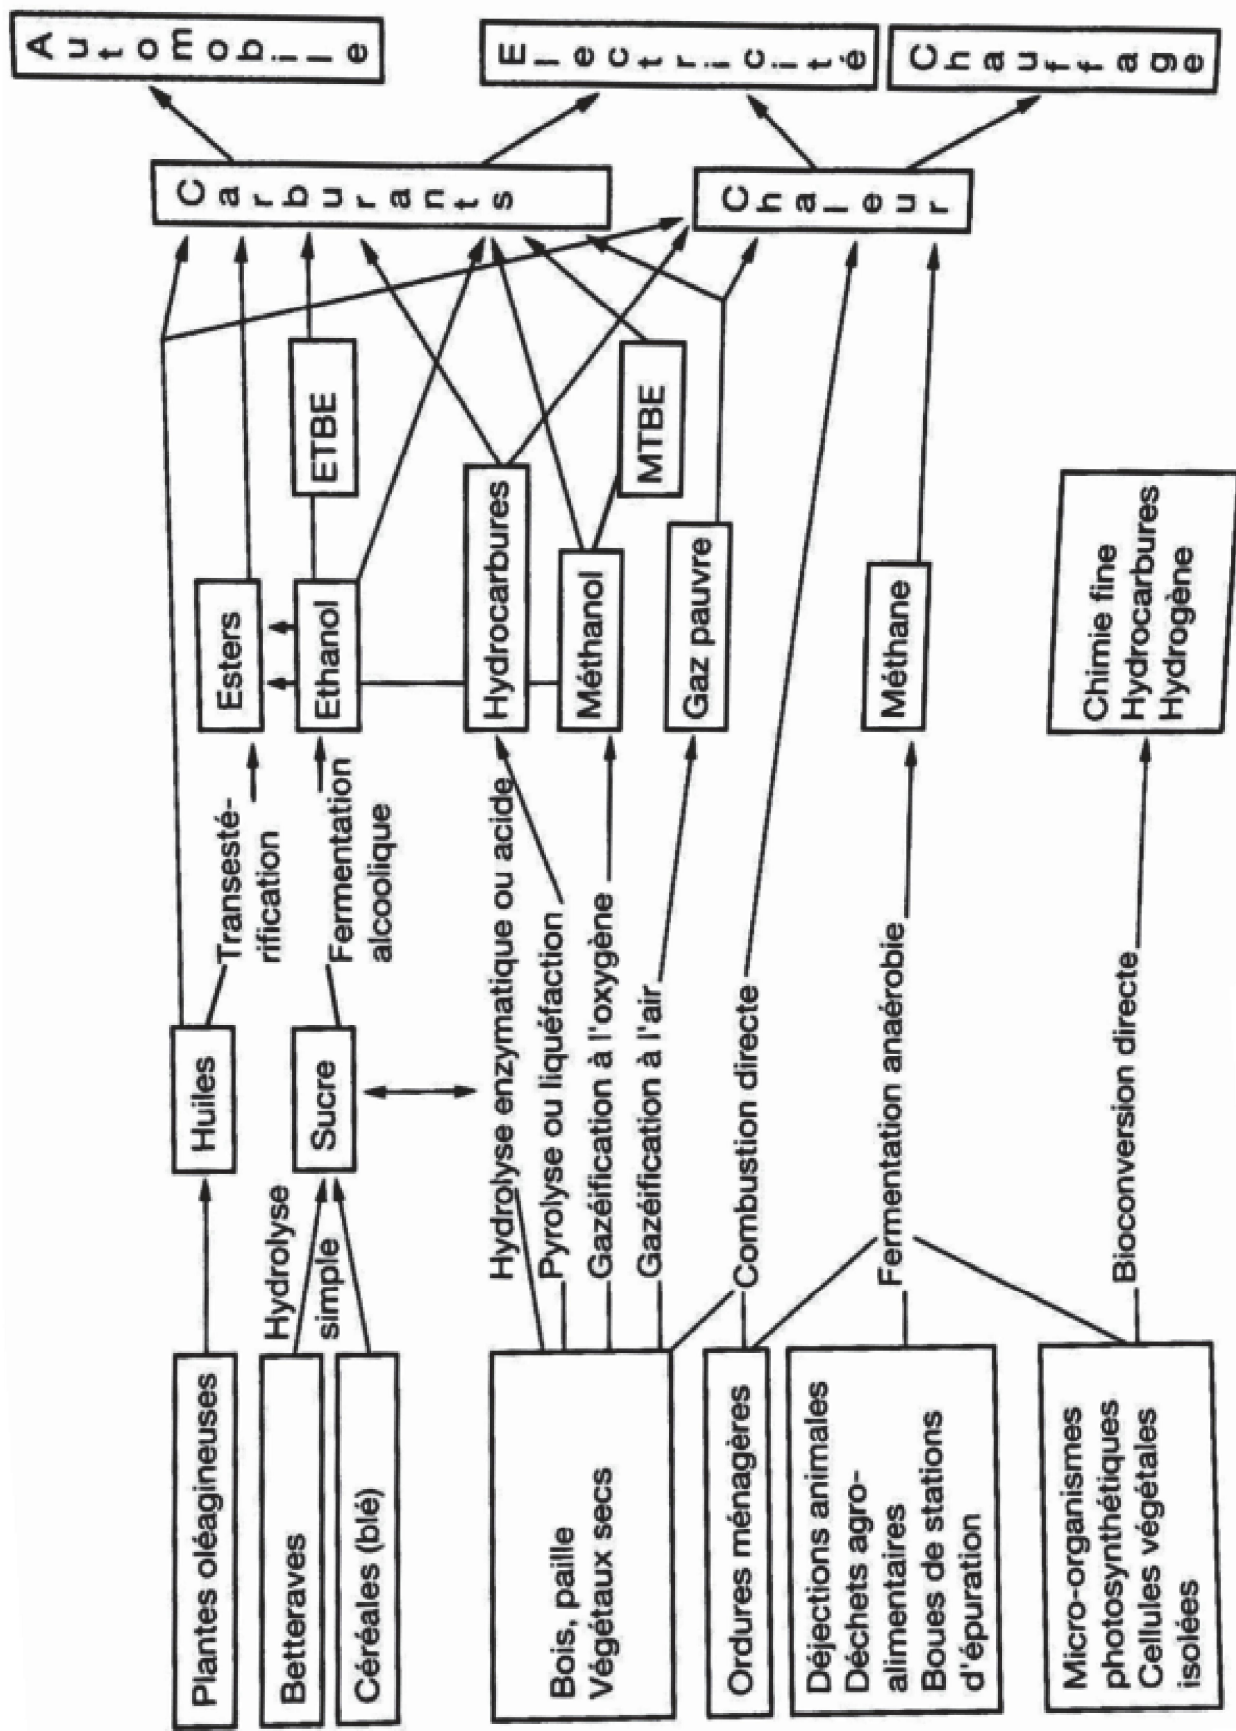 Plantes oléagineuses
Betteraves
Céréales (blé)
Bois, paille
Végétaux secs
Ordures ménagères
Déjections animales
Déchets agro-
alimentaires
Boues de stations
d'épuration
Micro-organismes
photosynthétiques
Cellules végétales
isolées
Hydrolyse
simple
Huiles
Sucre
Transesté-
rification
Fermentation
alcoolique
Hydrolyse enzymatique ou acide
Pyrolyse ou liquéfaction
Gazéification à l'oxygène
Gazéification à l'air
Combustion directe
Fermentation anaérobie
Bioconversion directe
Esters
Ethanol
Hydrocarbures
Méthanol
Gaz pauvre
Méthane
Chimie fine
Hydrocarbures
Hydrogène
ETBE
MTBE
Carburants
Chaleur
Automobile
Electricité
Chauffage